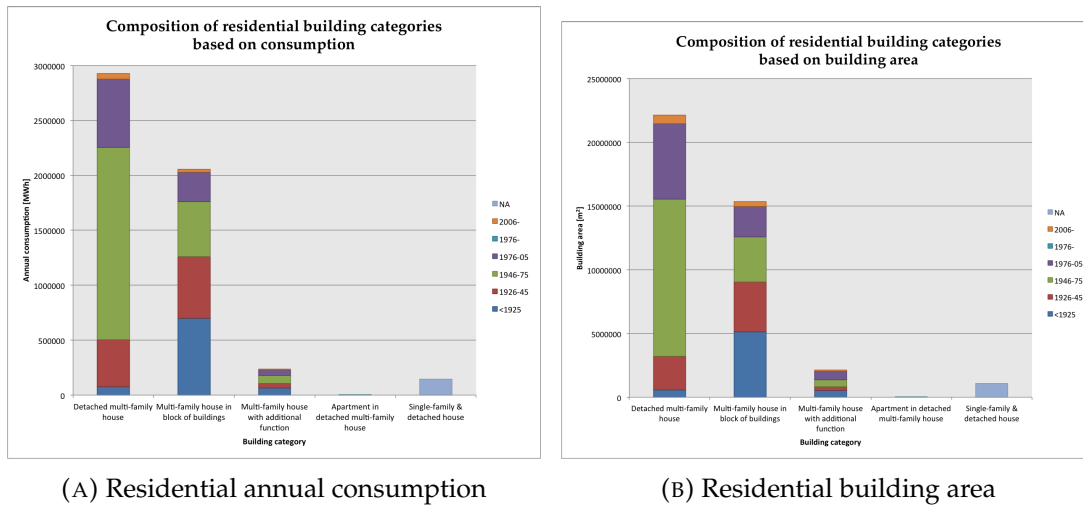 Composition of residential building categories
based on consumption
3000000
2500000
2000000
1500000
1000000
500000
0
Annual consumption [MWh]
Detached multi-family
house
Multi-family house in
block of buildings
Multi-family house
with additional
function
Apartment in
detached multi-family
house
Single-family &
detached house
Building category
NA
2006-
1976-
1976-05
1946-75
1926-45
<1925
(A) Residential annual consumption
Composition of residential building categories
based on building area
25000000
20000000
15000000
10000000
5000000
0
Building area [m²]
Detached multi-family
house
Multi-family house in
block of buildings
Multi-family house
with additional
function
Apartment in detached
multi-family house
Single-family &
detached house
Building category
NA
2006-
1976-
1976-05
1946-75
1926-45
<1925
(B) Residential building area